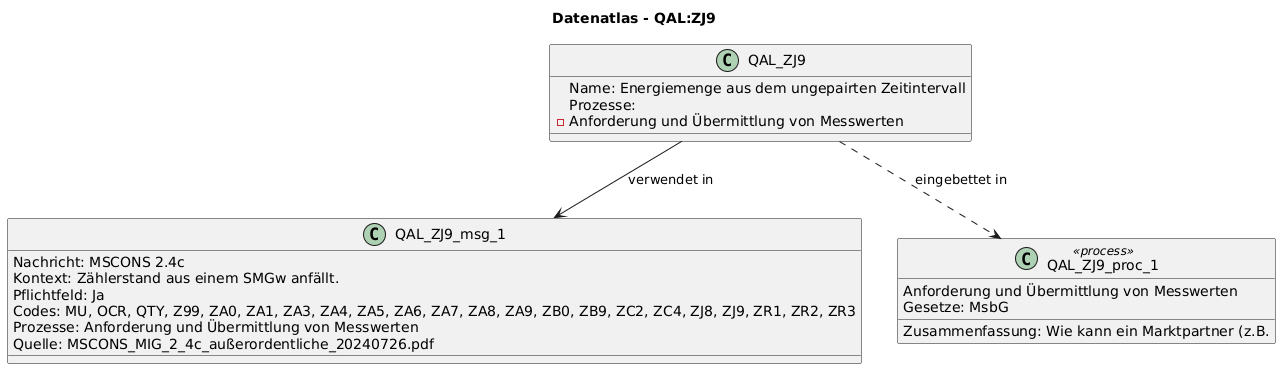 Datenatlas - QAL:ZJ9
C QAL_ZJ9
Name: Energiemenge aus dem ungepairten Zeitintervall
Prozesse:
Anforderung und Übermittlung von Messwerten
verwendet in
eingebettet in
C QAL_ZJ9_msg_1
Nachricht: MSCONS 2.4c
Kontext: Zählerstand aus einem SMGw anfällt.
Pflichtfeld: Ja
Codes: MU, OCR, QTY, Z99, ZA0, ZA1, ZA3, ZA4, ZA5, ZA6, ZA7, ZA8, ZA9, ZB0, ZB9, ZC2, ZC4, ZJ8, ZJ9, ZR1, ZR2, ZR3
Prozesse: Anforderung und Übermittlung von Messwerten
Quelle: MSCONS_MIG_2_4c_außerordentliche_20240726.pdf
C «process»
QAL_ZJ9_proc_1
Anforderung und Übermittlung von Messwerten
Gesetze: MsbG
Zusammenfassung: Wie kann ein Marktpartner (z.B.